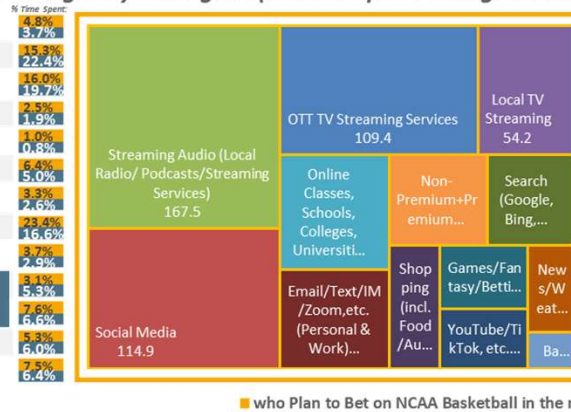 % Time Spent:
4.8%
3.7%
15.3%
22.4%
16.0%
19.7%
2.5%
1.9%
1.0%
0.8%
6.4%
5.0%
3.3%
2.6%
23.4%
16.6%
3.7%
2.9%
3.1%
5.3%
7.6%
6.6%
5.3%
6.0%
7.5%
6.4%
Streaming Audio (Local
Radio/ Podcasts/Streaming
Services)
167.5
Social Media
114.9
OTT TV Streaming Services
109.4
Local TV
Streaming
54.2
Online
Classes,
Schools,
Colleges,
Universiti...
Non-
Premium+Pr
emium...
Search
(Google,
Bing,...
Email/Text/IM
/Zoom,etc.
(Personal &
Work)...
Shop
ping
(incl.
Food
/Au...
Games/Fan
tasy/Betti...
YouTube/Ti
kTok, etc....
New
s/W
eat...
Ba...
who Plan to Bet on NCAA Basketball in the